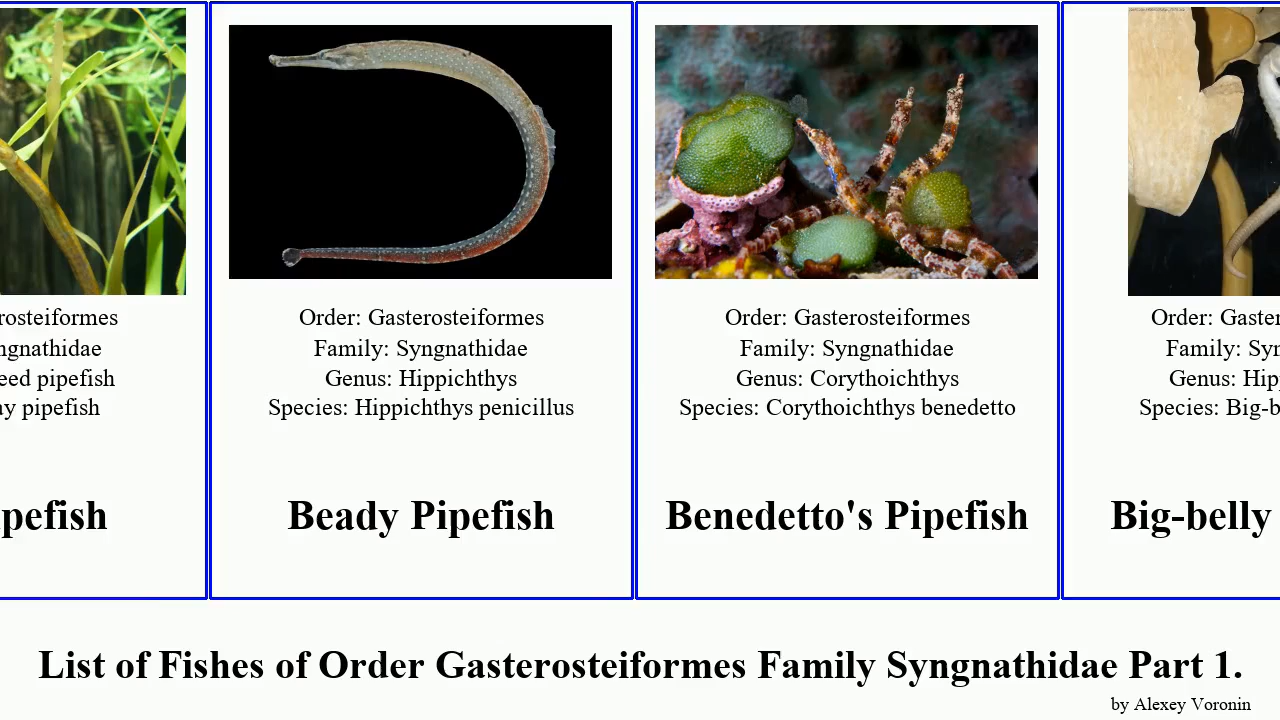 rosteiformes
ngnathidae
eed pipefish
ay pipefish
pefish
Order: Gasterosteiformes
Family: Syngnathidae
Genus: Hippichthys
Species: Hippichthys penicillus
Beady Pipefish
Order: Gasterosteiformes
Family: Syngnathidae
Genus: Corythoichthys
Species: Corythoichthys benedetto
Benedetto's Pipefish
Order: Gaster
Family: Syn
Genus: Hipp
Species: Big-b
Big-belly
List of Fishes of Order Gasterosteiformes Family Syngnathidae Part 1.
by Alexey Voronin